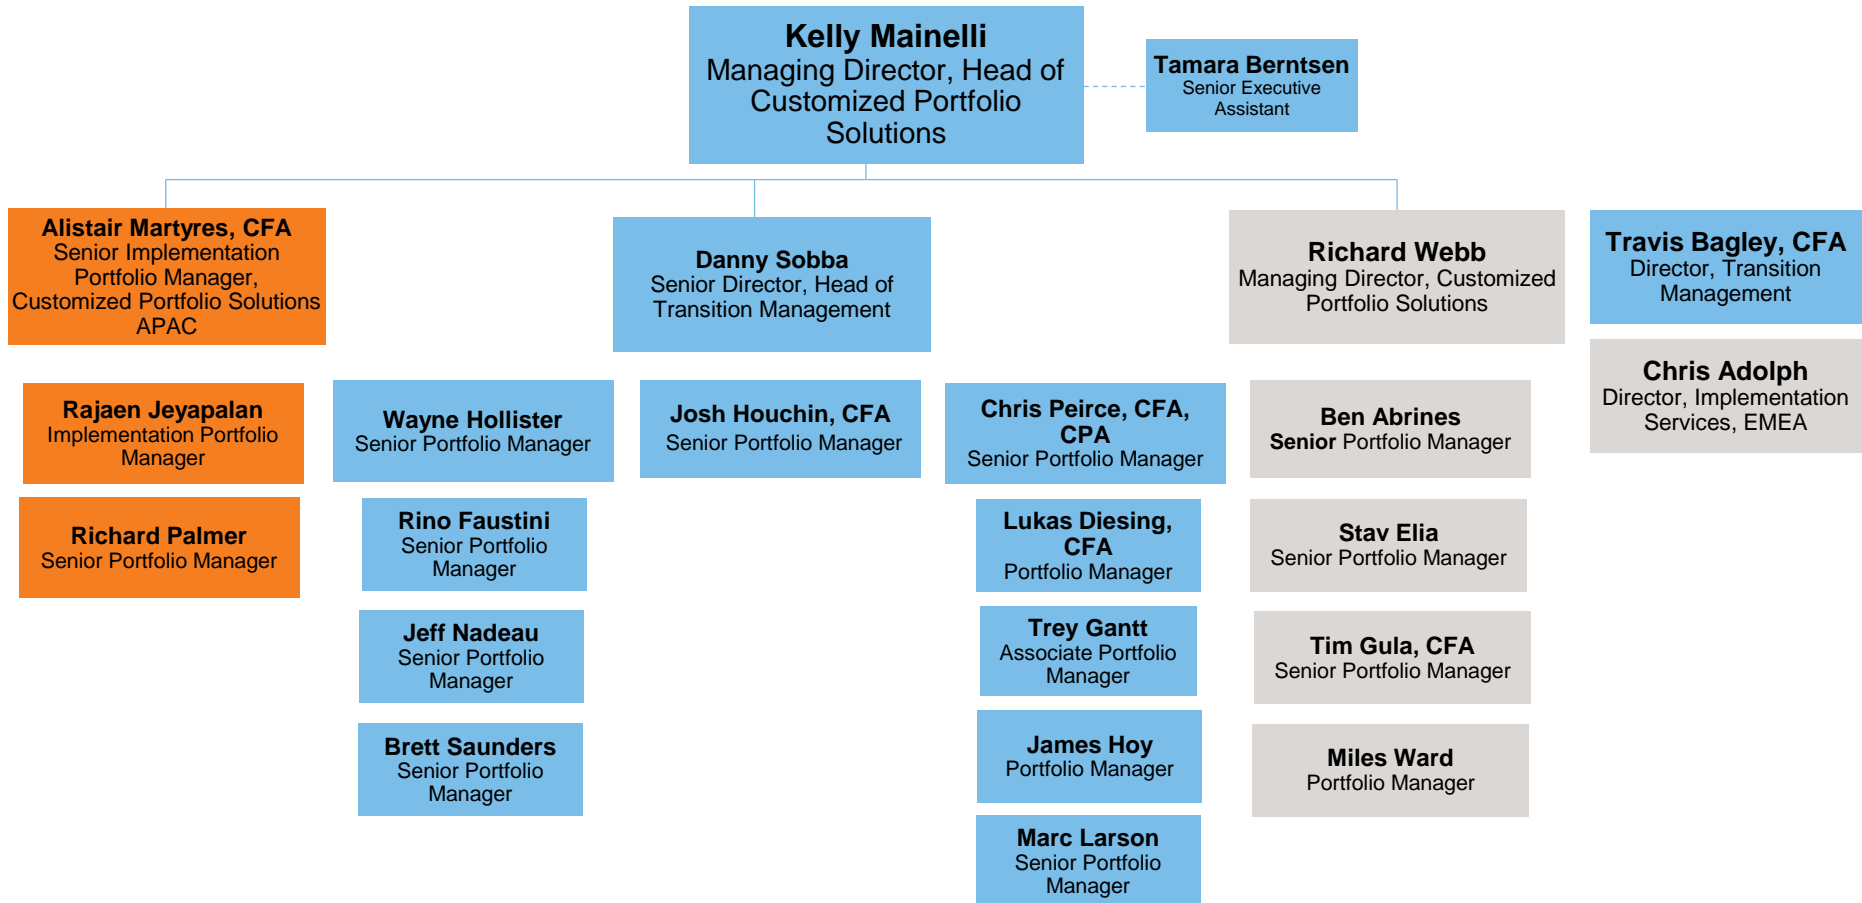 Kelly Mainelli
Managing Director, Head of
Customized Portfolio
Solutions
Tamara Berntsen
Senior Executive
Assistant
Alistair Martyres, CFA
Senior Implementation
Portfolio Manager,
Customized Portfolio Solutions
APAC
Danny Sobba
Senior Director, Head of
Transition Management
Richard Webb
Managing Director, Customized
Portfolio Solutions
Travis Bagley, CFA
Director, Transition
Management
Chris Adolph
Director, Implementation
Services, EMEA
Rajaen Jeyapalan
Implementation Portfolio
Manager
Richard Palmer
Senior Portfolio Manager
Wayne Hollister
Senior Portfolio Manager
Rino Faustini
Senior Portfolio
Manager
Jeff Nadeau
Senior Portfolio
Manager
Brett Saunders
Senior Portfolio
Manager
Josh Houchin, CFA
Senior Portfolio Manager
Chris Peirce, CFA,
CPA
Senior Portfolio Manager
Lukas Diesing,
CFA
Portfolio Manager
Trey Gantt
Associate Portfolio
Manager
James Hoy
Portfolio Manager
Marc Larson
Senior Portfolio
Manager
Ben Abrines
Senior Portfolio Manager
Stav Elia
Senior Portfolio Manager
Tim Gula, CFA
Senior Portfolio Manager
Miles Ward
Portfolio Manager